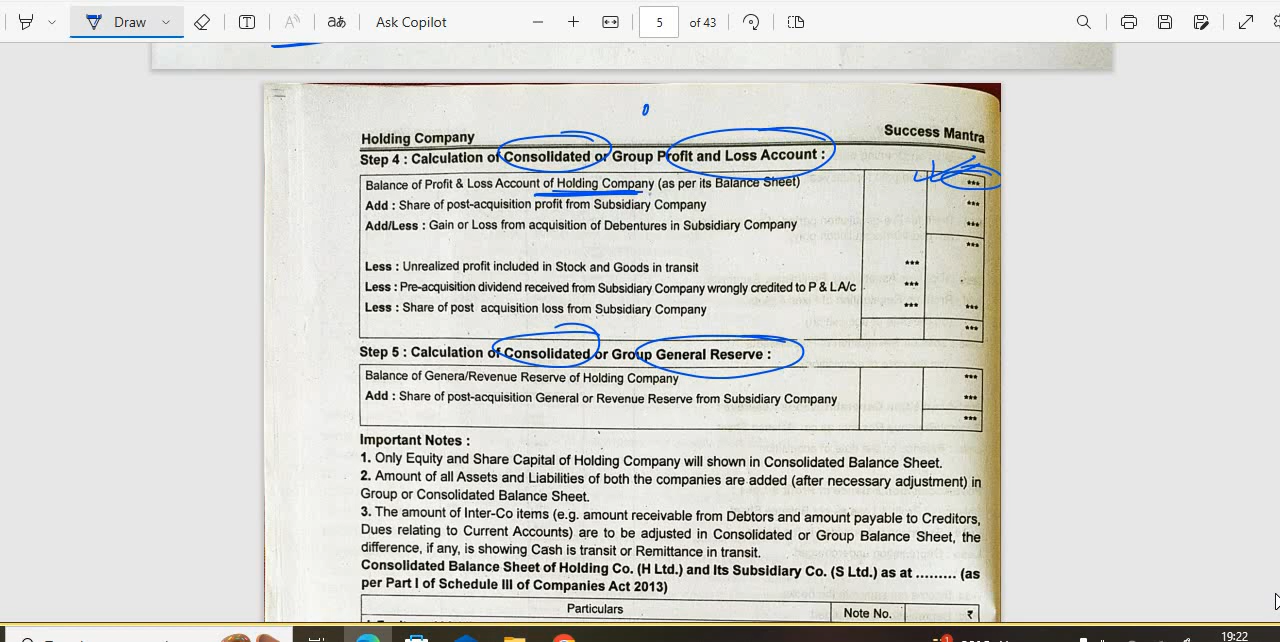 Draw
aあ
Ask Copilot
5
of 43
Holding Company
Success Mantra
Step 4 : Calculation of Consolidated or Group Profit and Loss Account :
Balance of Profit & Loss Account of Holding Company (as per its Balance Sheet) ***
Add : Share of post-acquisition profit from Subsidiary Company ***
Add/Less : Gain or Loss from acquisition of Debentures in Subsidiary Company ***
***
Less : Unrealized profit included in Stock and Goods in transit ***
Less : Pre-acquisition dividend received from Subsidiary Company wrongly credited to P & LA/c ***
Less : Share of post acquisition loss from Subsidiary Company *** ***
***
Step 5 : Calculation of Consolidated or Group General Reserve :
Balance of Genera/Revenue Reserve of Holding Company ***
Add : Share of post-acquisition General or Revenue Reserve from Subsidiary Company ***
***
Important Notes :
1. Only Equity and Share Capital of Holding Company will shown in Consolidated Balance Sheet.
2. Amount of all Assets and Liabilities of both the companies are added (after necessary adjustment) in
Group or Consolidated Balance Sheet.
3. The amount of Inter-Co items (e.g. amount receivable from Debtors and amount payable to Creditors,
Dues relating to Current Accounts) are to be adjusted in Consolidated or Group Balance Sheet, the
difference, if any, is showing Cash is transit or Remittance in transit.
Consolidated Balance Sheet of Holding Co. (H Ltd.) and Its Subsidiary Co. (S Ltd.) as at ......... (as
per Part I of Schedule III of Companies Act 2013)
Particulars Note No. ₹
19:22